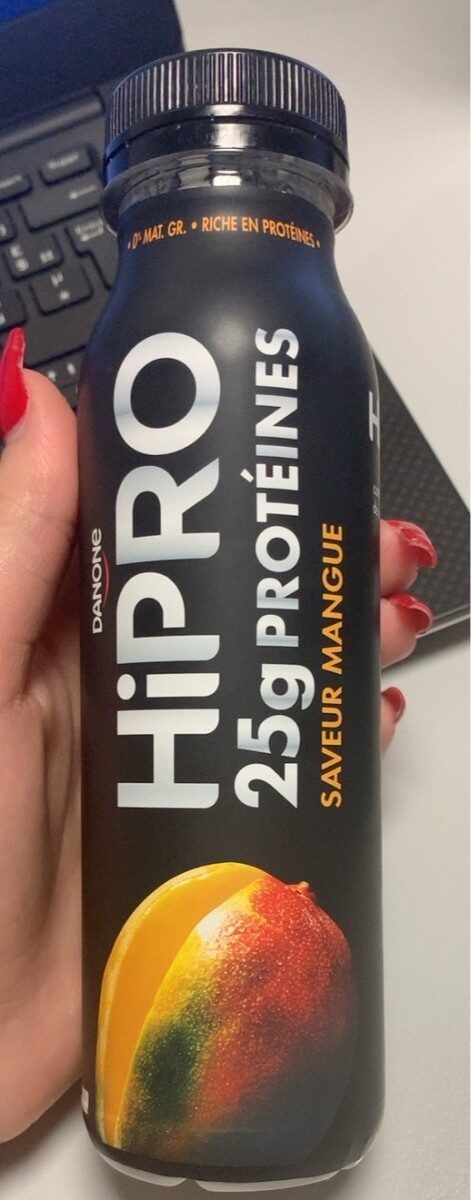 • 0% MAT. GR. • RICHE EN PROTÉINES •
DANONE
HiPRO
25g PROTÉINES
SAVEUR MANGUE